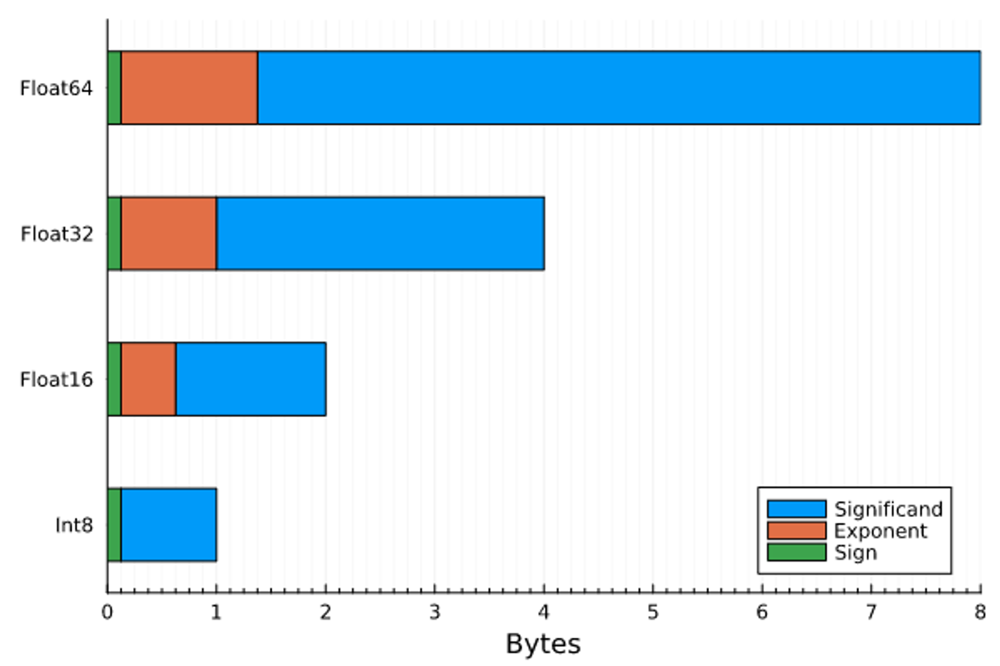 Float64
Float32
Float16
Int8
Significand
Exponent
Sign
0 1 2 3 4 5 6 7 8
Bytes